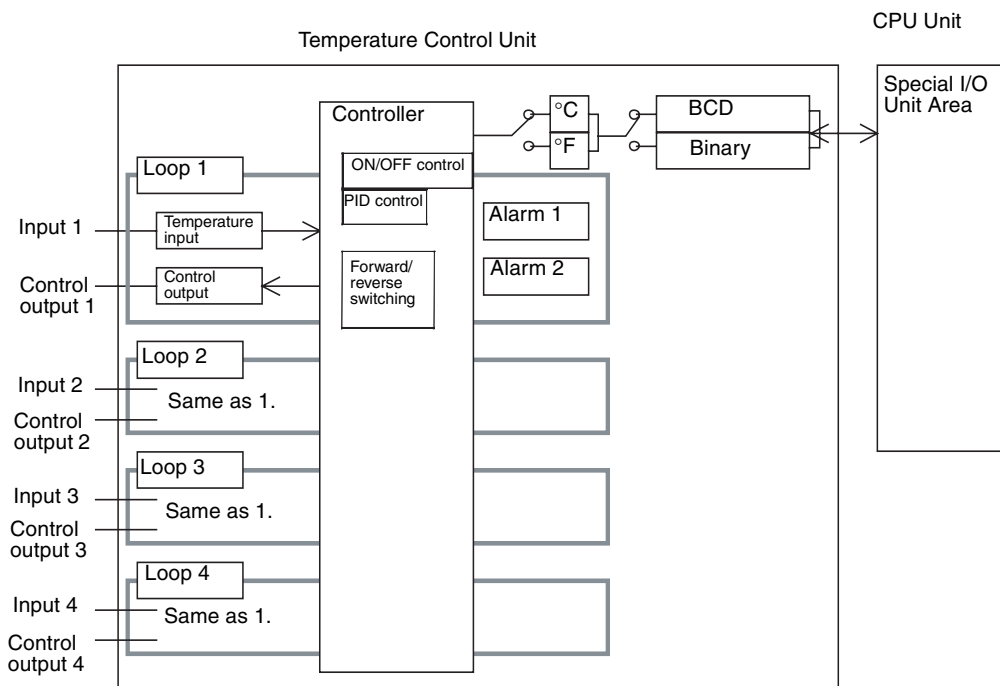 CPU Unit
Temperature Control Unit
Special I/O
Unit Area
Controller
°C
°F
BCD
Binary
ON/OFF control
PID control
Forward/
reverse
switching
Loop 1
Input 1
Temperature
input
Control
output 1
Control
output
Alarm 1
Alarm 2
Loop 2
Input 2
Same as 1.
Control
output 2
Loop 3
Input 3
Same as 1.
Control
output 3
Loop 4
Input 4
Same as 1.
Control
output 4